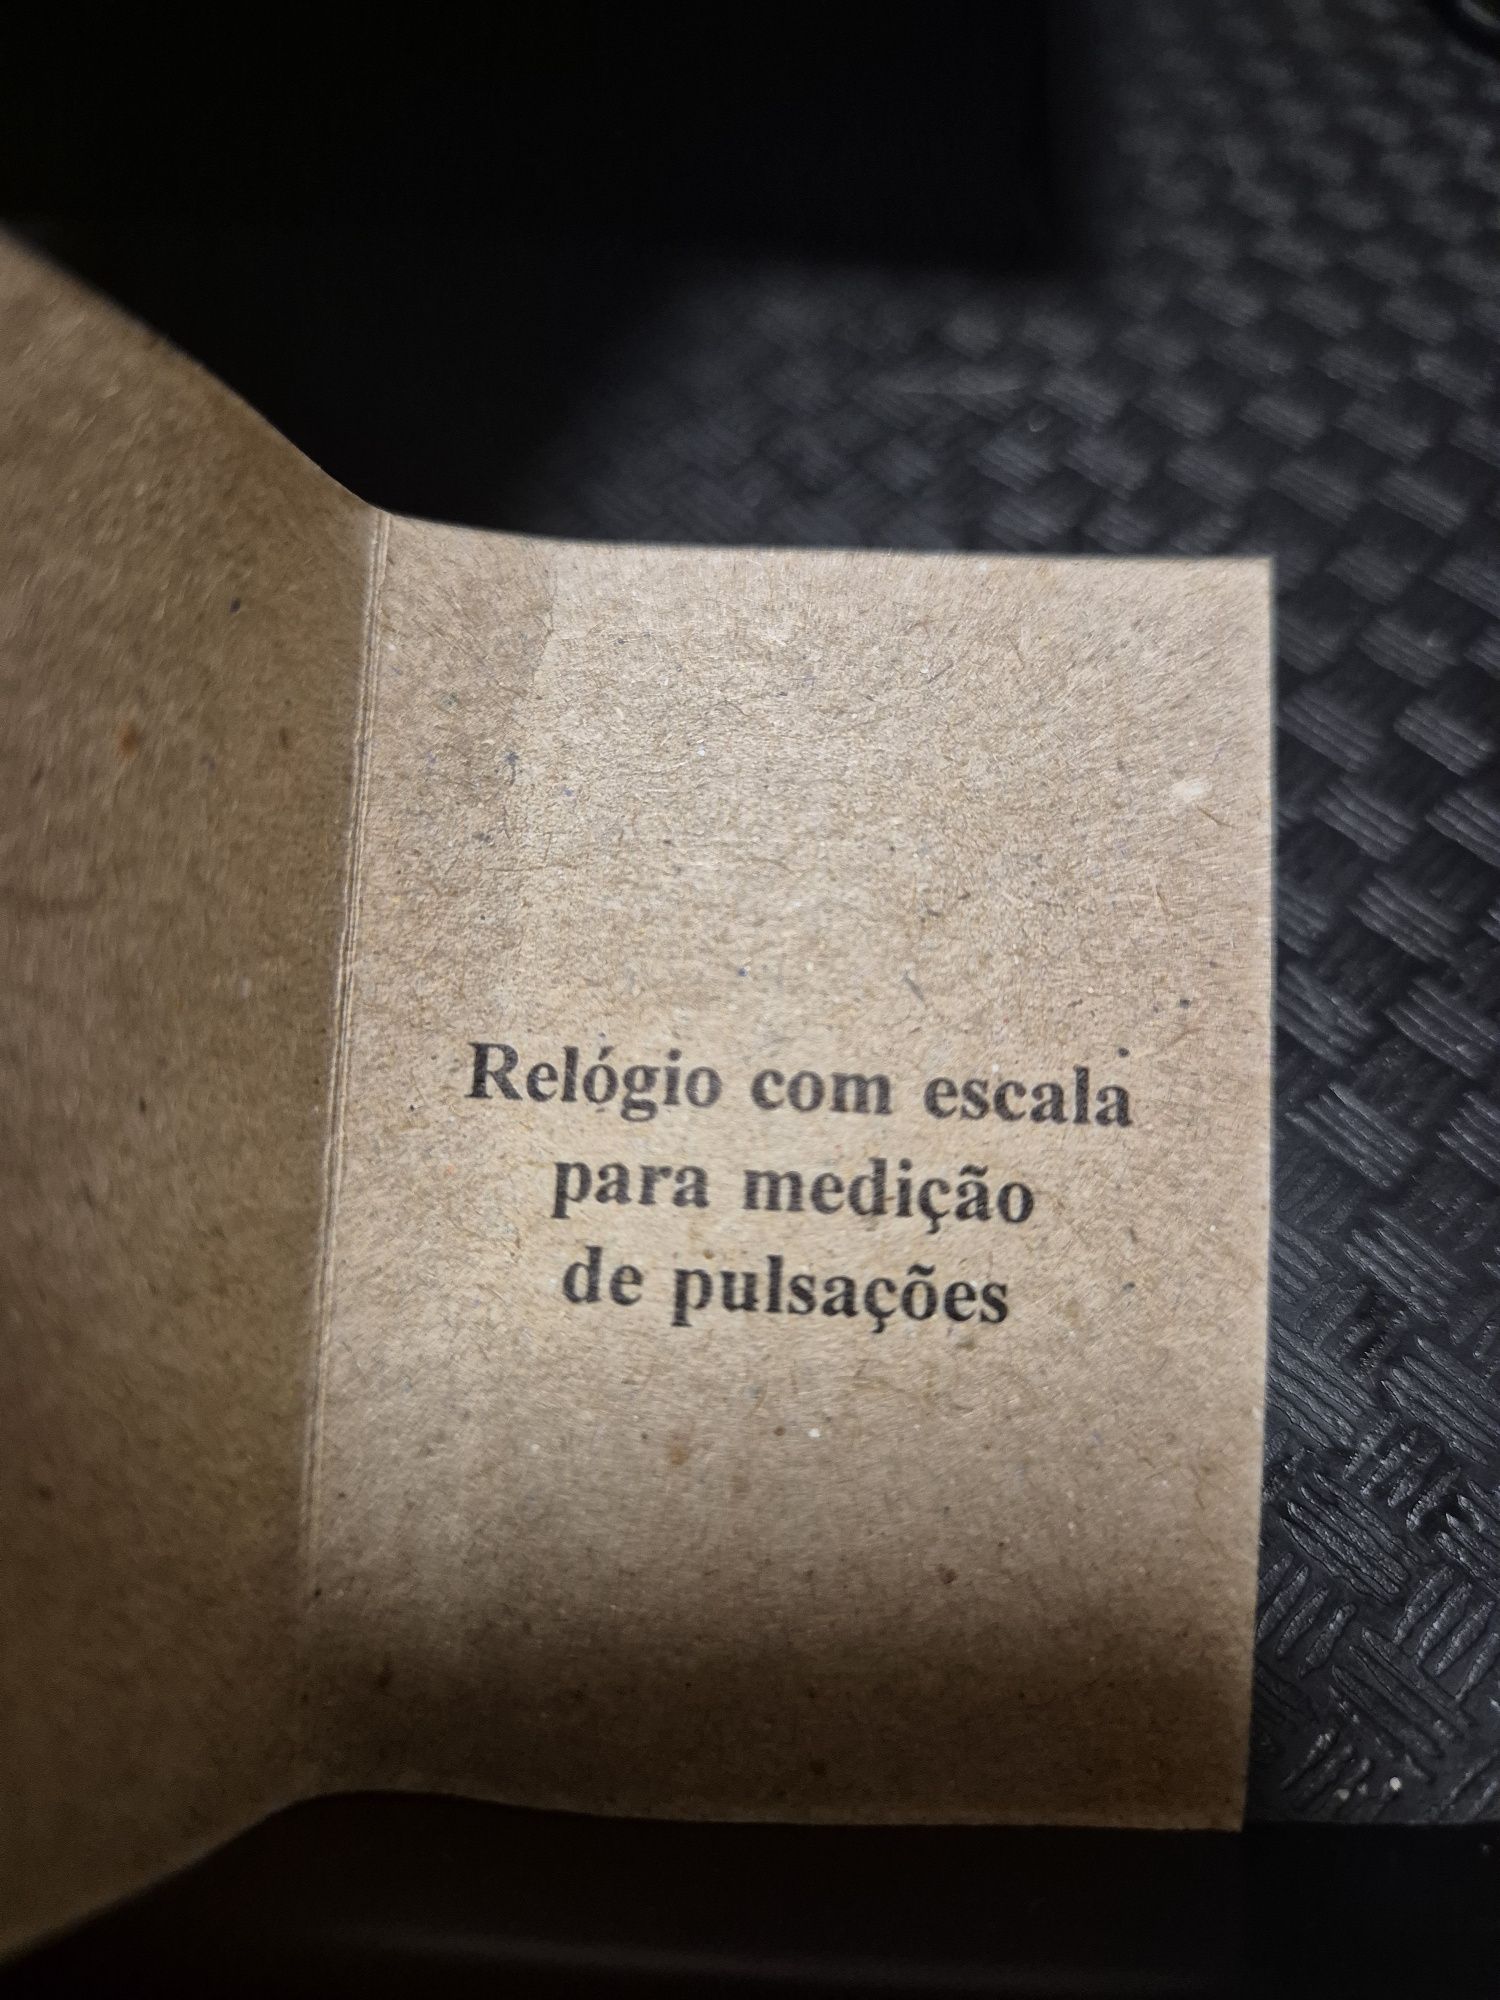 Relógio com escala
para medição
de pulsações